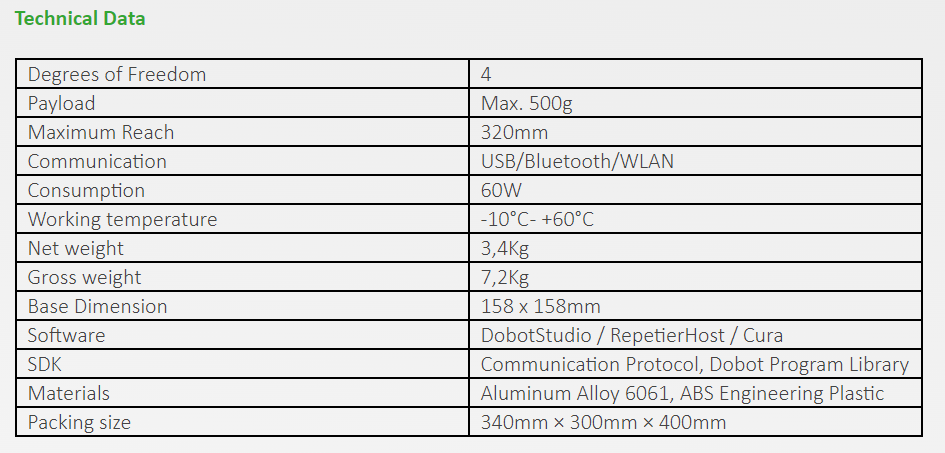 Technical Data
Degrees of Freedom 4
Payload Max. 500g
Maximum Reach 320mm
Communication USB/Bluetooth/WLAN
Consumption 60W
Working temperature -10°C- +60°C
Net weight 3,4Kg
Gross weight 7,2Kg
Base Dimension 158 x 158mm
Software DobotStudio / RepetierHost / Cura
SDK Communication Protocol, Dobot Program Library
Materials Aluminum Alloy 6061, ABS Engineering Plastic
Packing size 340mm × 300mm × 400mm